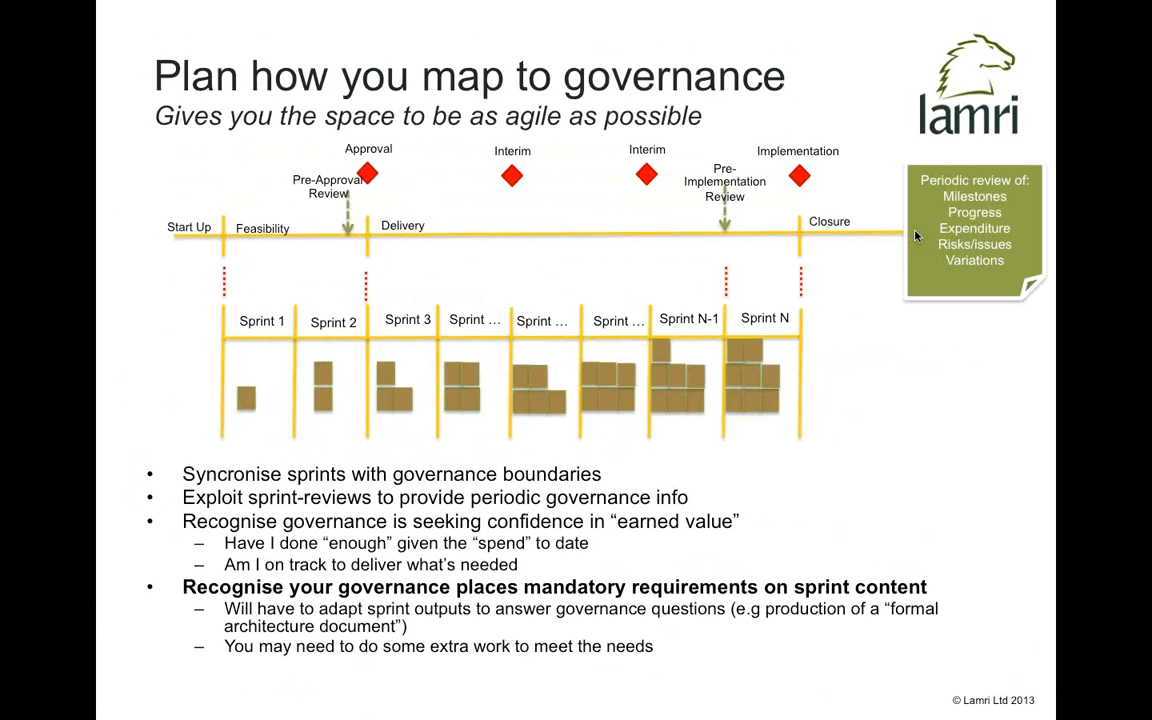 Plan how you map to governance
Gives you the space to be as agile as possible
lamri
Approval
Interim
Interim
Implementation
Pre-Approval
Review
Pre-
Implementation
Review
Start Up
Feasibility
Delivery
Closure
Periodic review of:
Milestones
Progress
Expenditure
Risks/issues
Variations
Sprint 1
Sprint 2
Sprint 3
Sprint …
Sprint …
Sprint …
Sprint N-1
Sprint N
• Syncronise sprints with governance boundaries
• Exploit sprint-reviews to provide periodic governance info
• Recognise governance is seeking confidence in “earned value”
– Have I done “enough” given the “spend” to date
– Am I on track to deliver what’s needed
• Recognise your governance places mandatory requirements on sprint content
– Will have to adapt sprint outputs to answer governance questions (e.g production of a “formal
architecture document”)
– You may need to do some extra work to meet the needs
© Lamri Ltd 2013